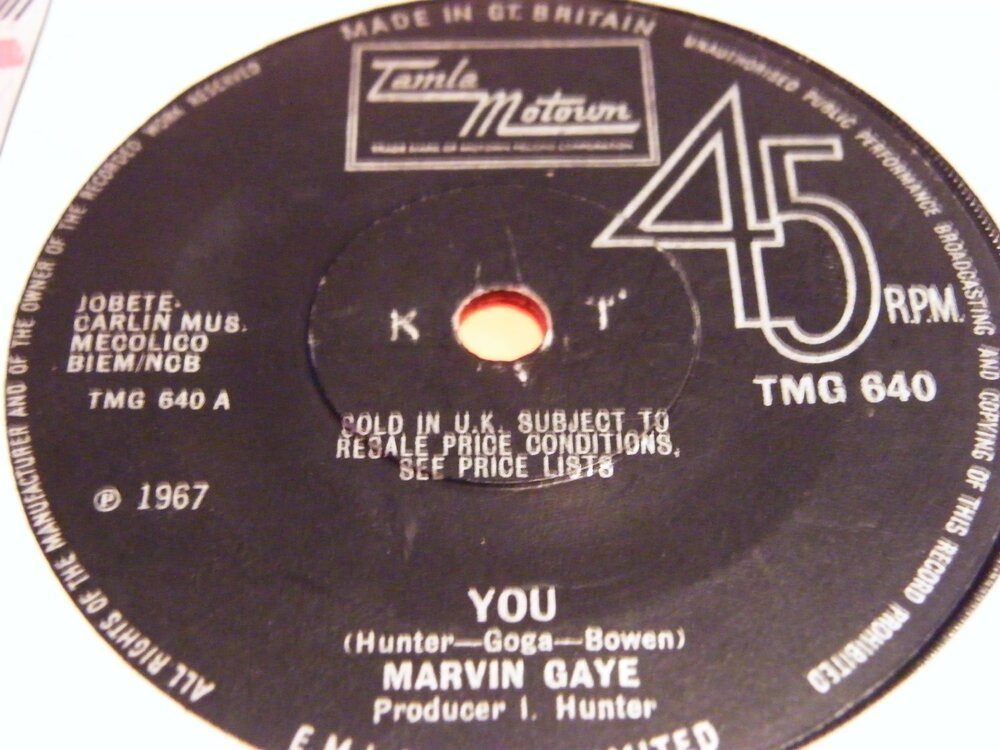 MADE IN GT. BRITAIN
UNAUTHORISED PUBLIC PERFORMANCE BROADCASTING AND COPYING OF THIS RECORD PROHIBITED
ALL RIGHTS OF THE MANUFACTURER AND OF THE OWNER OF THE RECORDED WORK RESERVED
Tamla
Motown
TRADE MARK OF MOTOWN RECORD CORPORATION
45
R.P.M.
TMG 640
JOBETE-
CARLIN MUS.
MECOLICO
BIEM/NCB
TMG 640 A
℗ 1967
K T
SOLD IN U.K. SUBJECT TO
RESALE PRICE CONDITIONS,
SEE PRICE LISTS
YOU
(Hunter—Goga—Bowen)
MARVIN GAYE
Producer I. Hunter